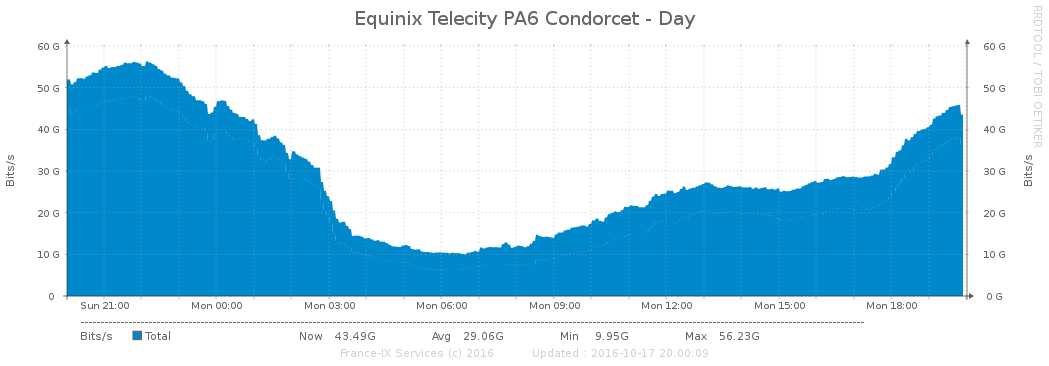 Equinix Telecity PA6 Condorcet - Day
RRDTOOL / TOBI OETIKER
Bits/s
60 G
50 G
40 G
30 G
20 G
10 G
0
60 G
50 G
40 G
30 G
20 G
10 G
0 G
Bits/s
Sun 21:00 Mon 00:00 Mon 03:00 Mon 06:00 Mon 09:00 Mon 12:00 Mon 15:00 Mon 18:00
Bits/s Total Now 43.49G Avg 29.06G Min 9.95G Max 56.23G
France-IX Services (c) 2016 Updated : 2016-10-17 20:00:09